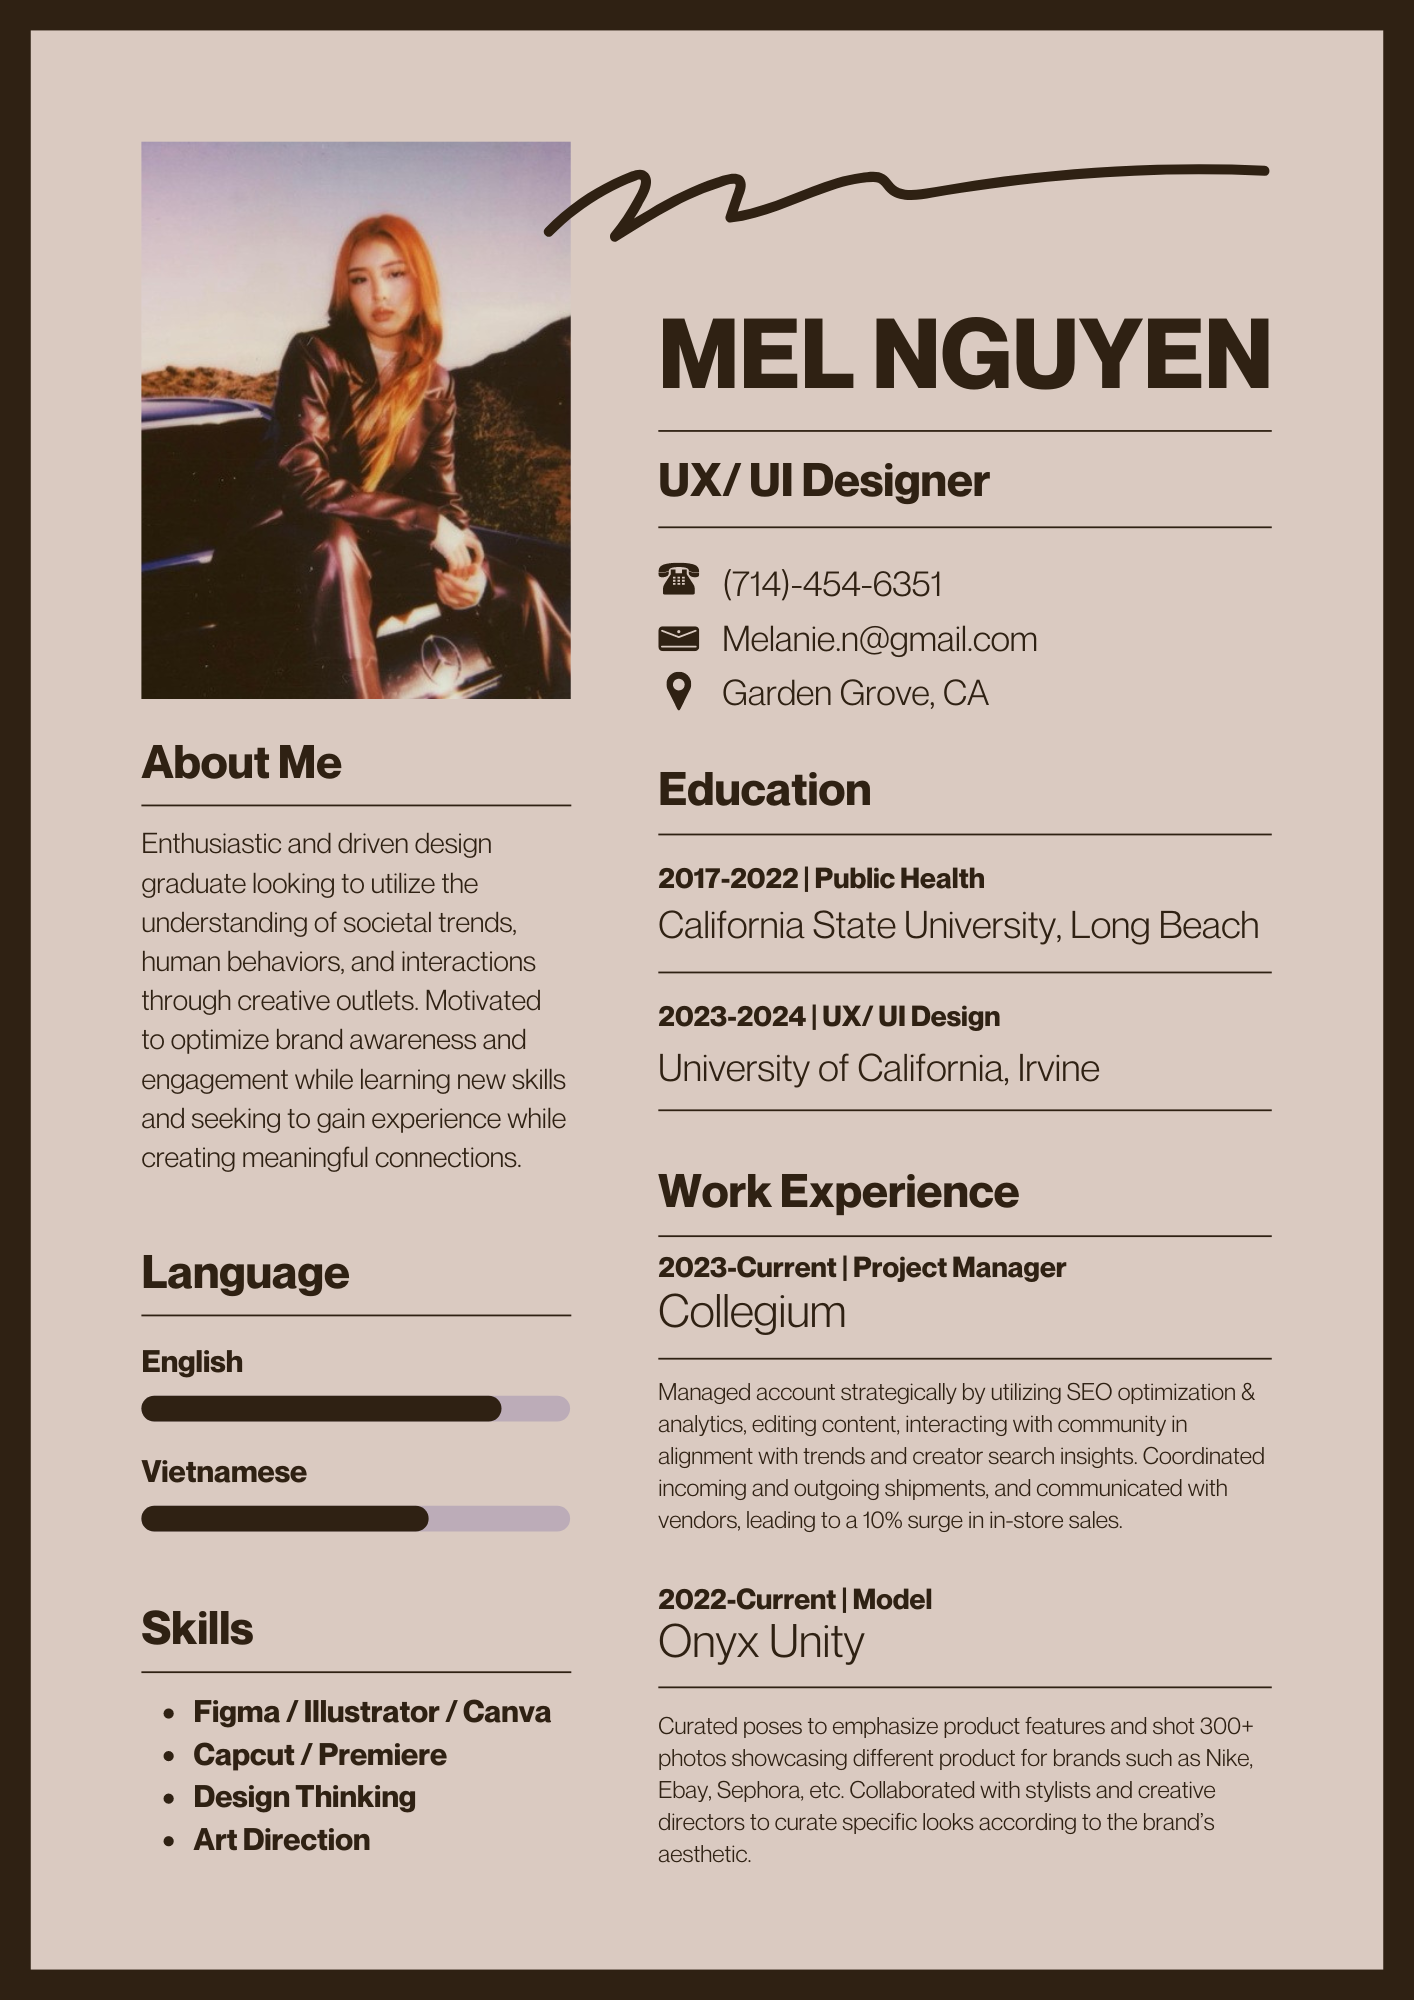 MEL NGUYEN
UX/ UI Designer
(714)-454-6351
Melanie.n@gmail.com
Garden Grove, CA
About Me
Enthusiastic and driven design
graduate looking to utilize the
understanding of societal trends,
human behaviors, and interactions
through creative outlets. Motivated
to optimize brand awareness and
engagement while learning new skills
and seeking to gain experience while
creating meaningful connections.
Language
English
Vietnamese
Skills
• Figma / Illustrator / Canva
• Capcut / Premiere
• Design Thinking
• Art Direction
Education
2017-2022 | Public Health
California State University, Long Beach
2023-2024 | UX/ UI Design
University of California, Irvine
Work Experience
2023-Current | Project Manager
Collegium
Managed account strategically by utilizing SEO optimization &
analytics, editing content, interacting with community in
alignment with trends and creator search insights. Coordinated
incoming and outgoing shipments, and communicated with
vendors, leading to a 10% surge in in-store sales.
2022-Current | Model
Onyx Unity
Curated poses to emphasize product features and shot 300+
photos showcasing different product for brands such as Nike,
Ebay, Sephora, etc. Collaborated with stylists and creative
directors to curate specific looks according to the brand's
aesthetic.